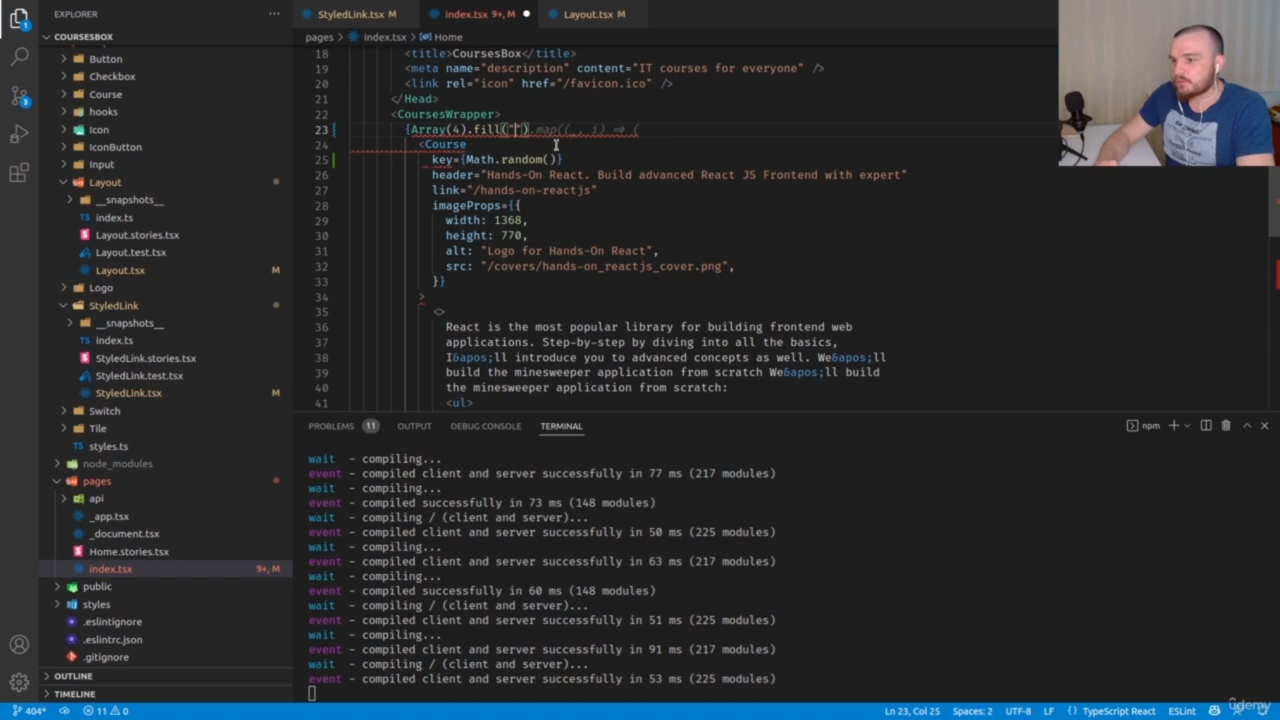 EXPLORER
COURSESBOX
Button
Checkbox
Course
hooks
Icon
IconButton
Input
Layout
__snapshots__
TS index.ts
Layout.stories.tsx
Layout.test.tsx
Layout.tsx M
Logo
StyledLink
__snapshots__
TS index.ts
StyledLink.stories.tsx
StyledLink.test.tsx
StyledLink.tsx M
Switch
Tile
TS styles.ts
node_modules
pages
api
_app.tsx
_document.tsx
Home.stories.tsx
index.tsx 9+, M
public
styles
.eslintignore
.eslintrc.json
.gitignore
OUTLINE
TIMELINE
1
3
StyledLink.tsx M index.tsx 9+, M Layout.tsx M
pages > index.tsx > Home
18 <title>CoursesBox</title>
19 <meta name="description" content="IT courses for everyone" />
20 <link rel="icon" href="/favicon.ico" />
21 </Head>
22 <CoursesWrapper>
23 {Array(4).fill("").map((_, i) => (
24 <Course
25 key={Math.random()}
26 header="Hands-On React. Build advanced React JS Frontend with expert"
27 link="/hands-on-reactjs"
28 imageProps={{
29 width: 1368,
30 height: 770,
31 alt: "Logo for Hands-On React",
32 src: "/covers/hands-on_reactjs_cover.png",
33 }}
34 >
35 <>
36 React is the most popular library for building frontend web
37 applications. Step-by-step by diving into all the basics,
38 I&apos;ll introduce you to advanced concepts as well. We&apos;ll
39 build the minesweeper application from scratch We&apos;ll build
40 the minesweeper application from scratch:
41 <ul>
PROBLEMS 11 OUTPUT DEBUG CONSOLE TERMINAL npm
wait - compiling...
event - compiled client and server successfully in 77 ms (217 modules)
wait - compiling...
event - compiled successfully in 73 ms (148 modules)
wait - compiling / (client and server)...
event - compiled client and server successfully in 50 ms (225 modules)
wait - compiling...
event - compiled client and server successfully in 63 ms (217 modules)
wait - compiling...
event - compiled successfully in 60 ms (148 modules)
wait - compiling / (client and server)...
event - compiled client and server successfully in 51 ms (225 modules)
wait - compiling...
event - compiled client and server successfully in 91 ms (217 modules)
wait - compiling / (client and server)...
event - compiled client and server successfully in 53 ms (225 modules)
404* 11 0 Ln 23, Col 25 Spaces: 2 UTF-8 LF {} TypeScript React ESLint
udemy